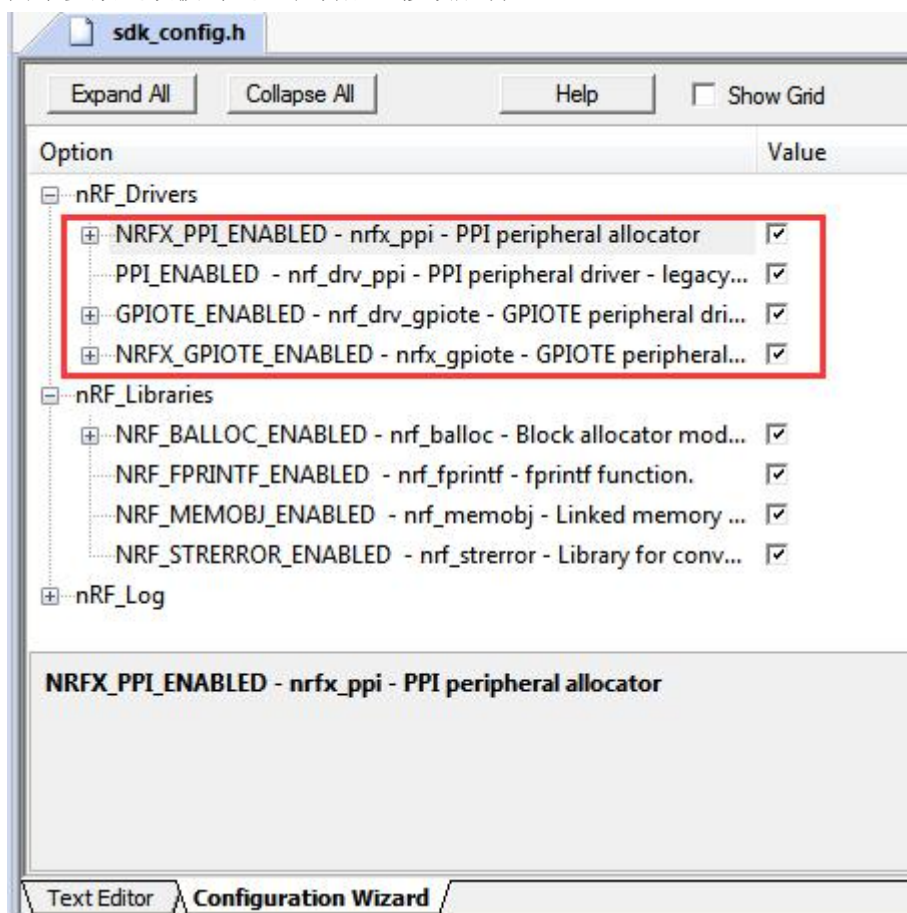 sdk_config.h
Expand All Collapse All Help Show Grid
Option Value
nRF_Drivers
NRFX_PPI_ENABLED - nrfx_ppi - PPI peripheral allocator
PPI_ENABLED - nrf_drv_ppi - PPI peripheral driver - legacy...
GPIOTE_ENABLED - nrf_drv_gpiote - GPIOTE peripheral dri...
NRFX_GPIOTE_ENABLED - nrfx_gpiote - GPIOTE peripheral...
nRF_Libraries
NRF_BALLOC_ENABLED - nrf_balloc - Block allocator mod...
NRF_FPRINTF_ENABLED - nrf_fprintf - fprintf function.
NRF_MEMOBJ_ENABLED - nrf_memobj - Linked memory ...
NRF_STRERROR_ENABLED - nrf_strerror - Library for conv...
nRF_Log
NRFX_PPI_ENABLED - nrfx_ppi - PPI peripheral allocator
Text Editor Configuration Wizard